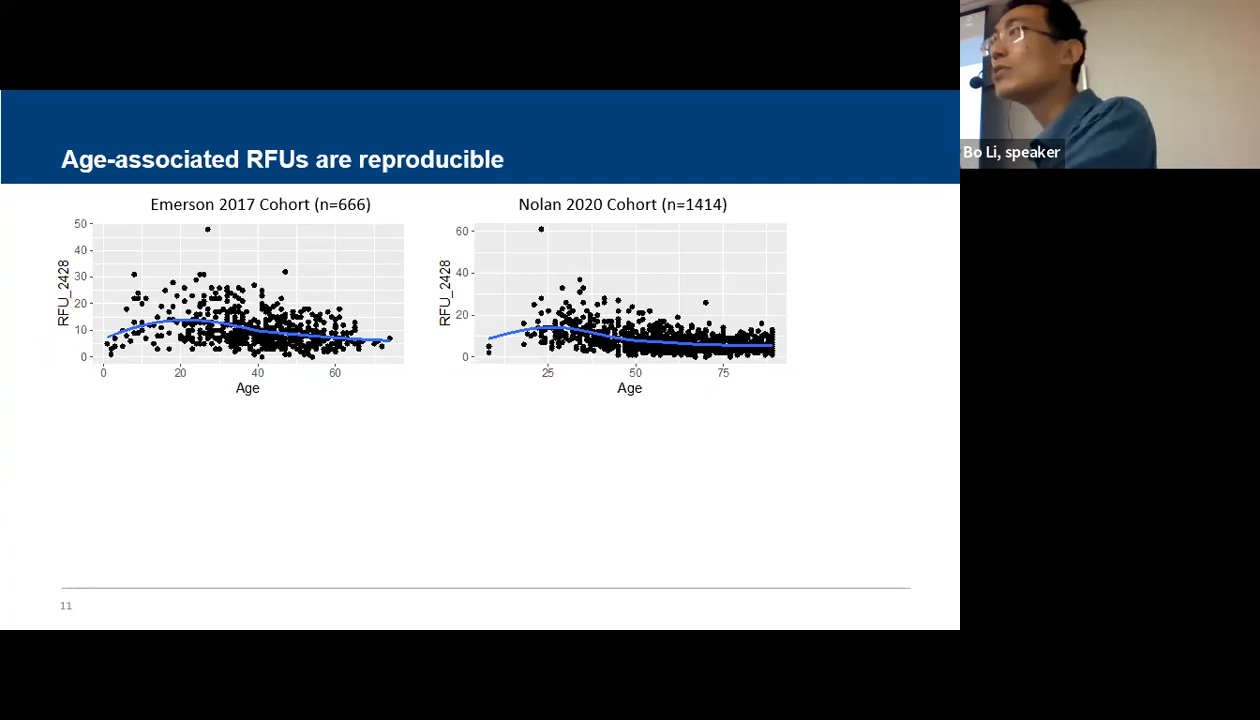 Age-associated RFUs are reproducible
Emerson 2017 Cohort (n=666)
50
40
30
20
10
0
RFU_2428
0
20
40
60
Age
Nolan 2020 Cohort (n=1414)
60
40
20
0
RFU_2428
25
50
75
Age
11
Bo Li, speaker